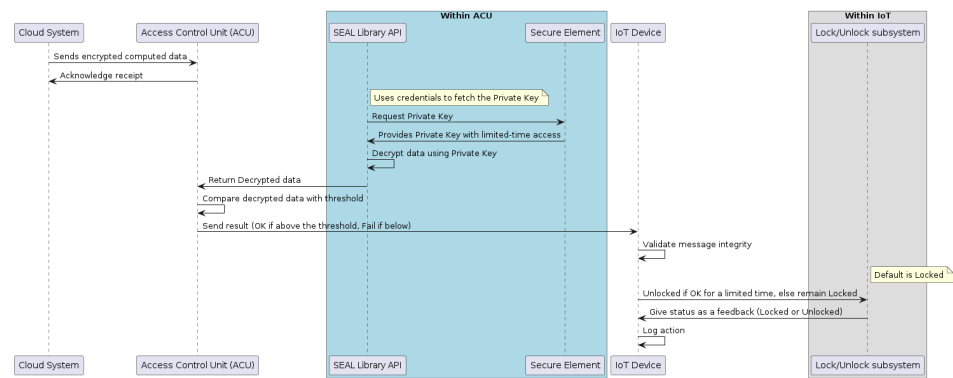 Within ACU
Within IoT
Cloud System
Access Control Unit (ACU)
SEAL Library API
Secure Element
IoT Device
Lock/Unlock subsystem
Sends encrypted computed data
Acknowledge receipt
Uses credentials to fetch the Private Key
Request Private Key
Provides Private Key with limited-time access
Decrypt data using Private Key
Return Decrypted data
Compare decrypted data with threshold
Send result (OK if above the threshold, Fail if below)
Validate message integrity
Default is Locked
Unlocked if OK for a limited time, else remain Locked
Give status as a feedback (Locked or Unlocked)
Log action
Cloud System
Access Control Unit (ACU)
SEAL Library API
Secure Element
IoT Device
Lock/Unlock subsystem